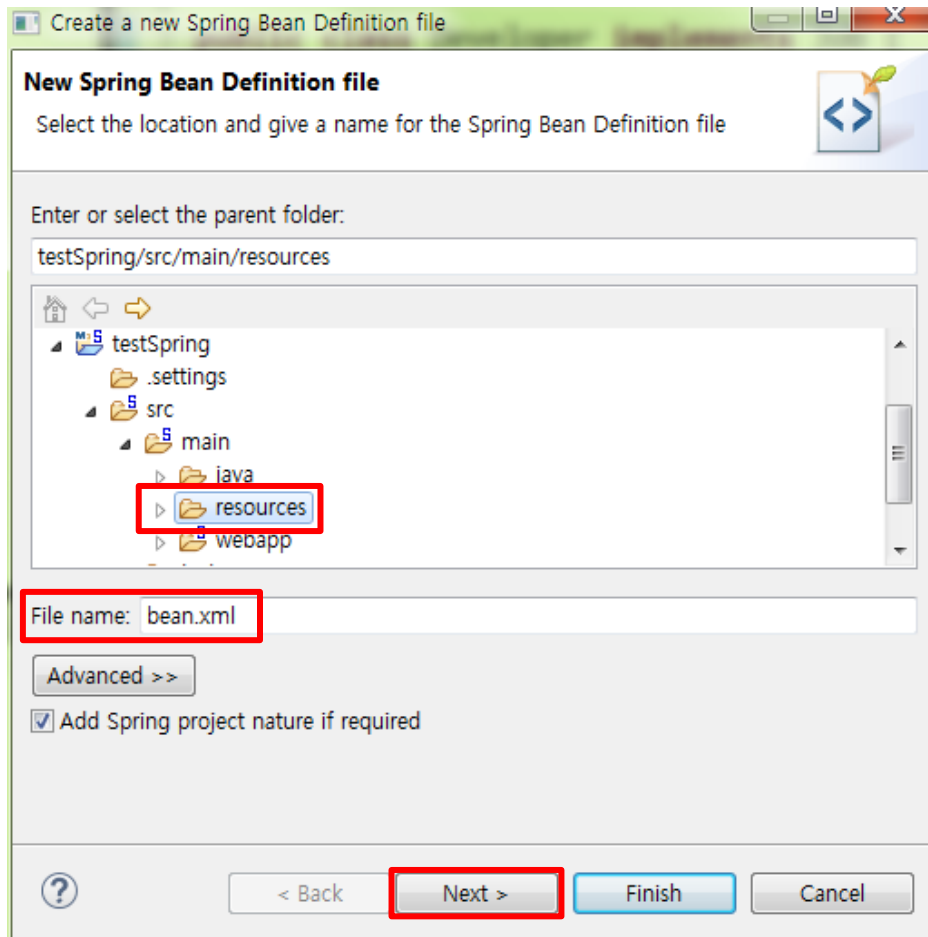 Create a new Spring Bean Definition file
New Spring Bean Definition file
Select the location and give a name for the Spring Bean Definition file
Enter or select the parent folder:
testSpring/src/main/resources
testSpring
.settings
src
main
java
resources
webapp
File name: bean.xml
Advanced >>
Add Spring project nature if required
< Back Next > Finish Cancel